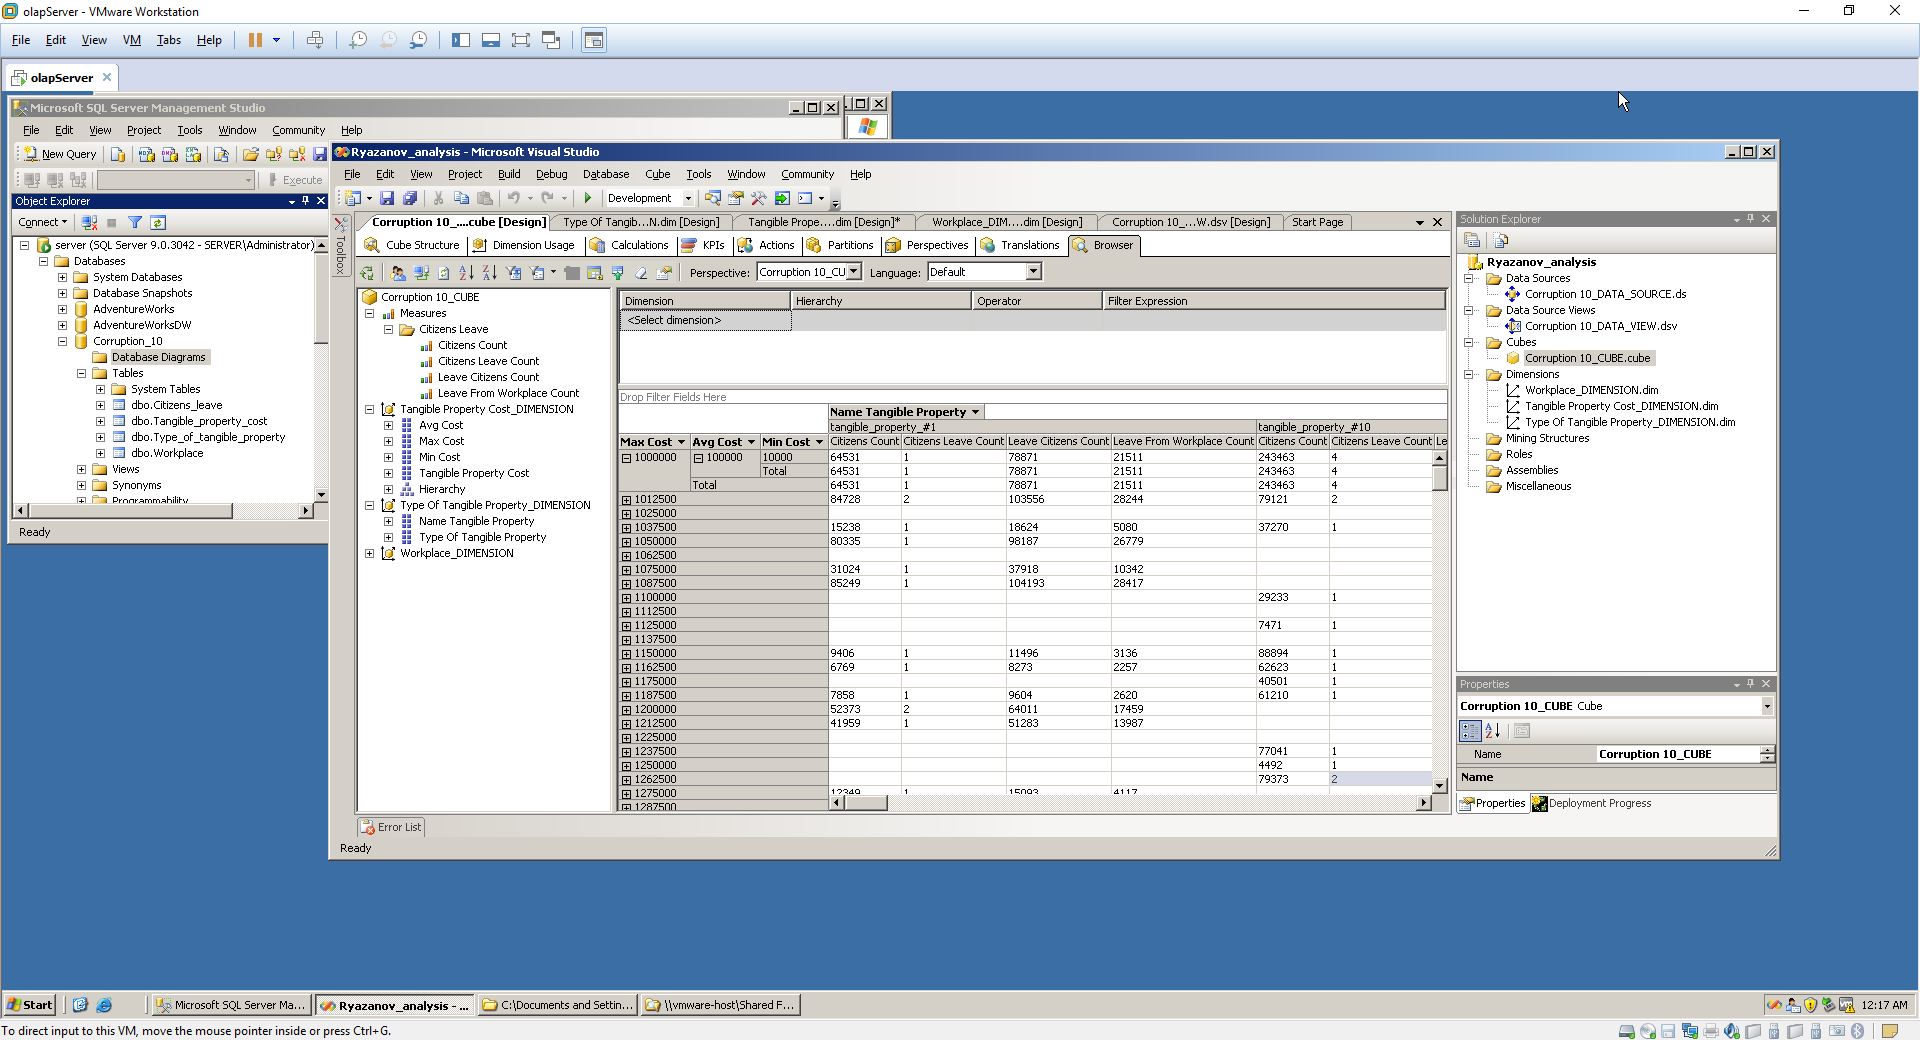 olapServer - VMware Workstation
File Edit View VM Tabs Help
olapServer
Microsoft SQL Server Management Studio
File Edit View Project Tools Window Community Help
New Query
Execute
Object Explorer
Connect
server (SQL Server 9.0.3042 - SERVER\Administrator)
Databases
System Databases
Database Snapshots
AdventureWorks
AdventureWorksDW
Corruption_10
Database Diagrams
Tables
System Tables
dbo.Citizens_leave
dbo.Tangible_property_cost
dbo.Type_of_tangible_property
dbo.Workplace
Views
Synonyms
Programmability
Ready
Ryazanov_analysis - Microsoft Visual Studio
File Edit View Project Build Debug Database Cube Tools Window Community Help
Development
Toolbox
Corruption 10_....cube [Design] Type Of Tangib...N.dim [Design] Tangible Prope....dim [Design]* Workplace_DIM....dim [Design] Corruption 10_...W.dsv [Design] Start Page
Cube Structure Dimension Usage Calculations KPIs Actions Partitions Perspectives Translations Browser
Perspective: Corruption 10_CU Language: Default
Corruption 10_CUBE
Measures
Citizens Leave
Citizens Count
Citizens Leave Count
Leave Citizens Count
Leave From Workplace Count
Tangible Property Cost_DIMENSION
Avg Cost
Max Cost
Min Cost
Tangible Property Cost
Hierarchy
Type Of Tangible Property_DIMENSION
Name Tangible Property
Type Of Tangible Property
Workplace_DIMENSION
Dimension Hierarchy Operator Filter Expression
<Select dimension>
Drop Filter Fields Here
Name Tangible Property
tangible_property_#1 tangible_property_#10
Max Cost Avg Cost Min Cost Citizens Count Citizens Leave Count Leave Citizens Count Leave From Workplace Count Citizens Count Citizens Leave Count Le
1000000 100000 10000 64531 1 78871 21511 243463 4
Total 64531 1 78871 21511 243463 4
Total 64531 1 78871 21511 243463 4
1012500 84728 2 103556 28244 79121 2
1025000
1037500 15238 1 18624 5080 37270 1
1050000 80335 1 98187 26779
1062500
1075000 31024 1 37918 10342
1087500 85249 1 104193 28417
1100000 29233 1
1112500
1125000 7471 1
1137500
1150000 9406 1 11496 3136 88894 1
1162500 6769 1 8273 2257 62623 1
1175000 40501 1
1187500 7858 1 9604 2620 61210 1
1200000 52373 2 64011 17459
1212500 41959 1 51283 13987
1225000
1237500 77041 1
1250000 4492 1
1262500 79373 2
1275000 12349 1 15093 4117
1287500
Error List
Ready
Solution Explorer
Ryazanov_analysis
Data Sources
Corruption 10_DATA_SOURCE.ds
Data Source Views
Corruption 10_DATA_VIEW.dsv
Cubes
Corruption 10_CUBE.cube
Dimensions
Workplace_DIMENSION.dim
Tangible Property Cost_DIMENSION.dim
Type Of Tangible Property_DIMENSION.dim
Mining Structures
Roles
Assemblies
Miscellaneous
Properties
Corruption 10_CUBE Cube
Name Corruption 10_CUBE
Name
Properties Deployment Progress
Start Microsoft SQL Server Ma... Ryazanov_analysis - ... C:\Documents and Settin... \\vmware-host\Shared F... 12:17 AM
To direct input to this VM, move the mouse pointer inside or press Ctrl+G.